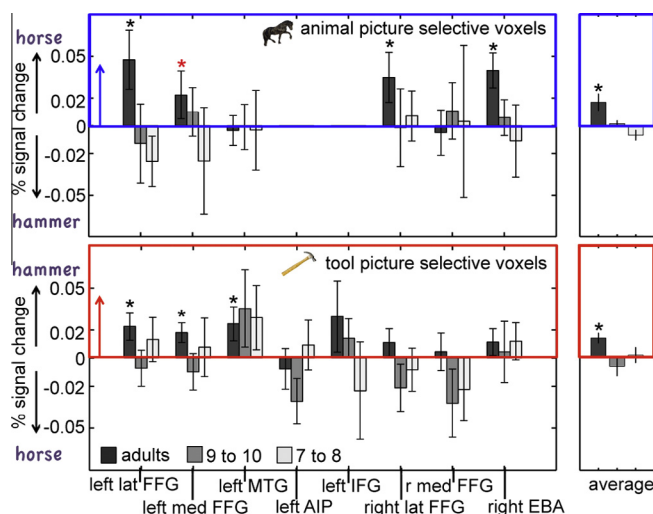 horse
animal picture selective voxels
% signal change
0.05
0.02
0
-0.02
-0.05
hammer
*
*
*
*
*
hammer
tool picture selective voxels
% signal change
0.05
0.02
0
-0.02
-0.05
horse
*
*
*
*
adults
9 to 10
7 to 8
left lat FFG
left MTG
left IFG
r med FFG
average
left med FFG
left AIP
right lat FFG
right EBA